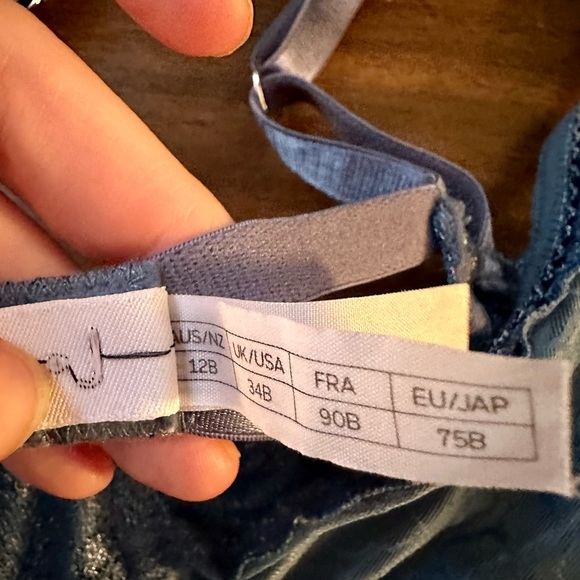 AUS/NZ UK/USA FRA EU/JAP
12B 34B 90B 75B